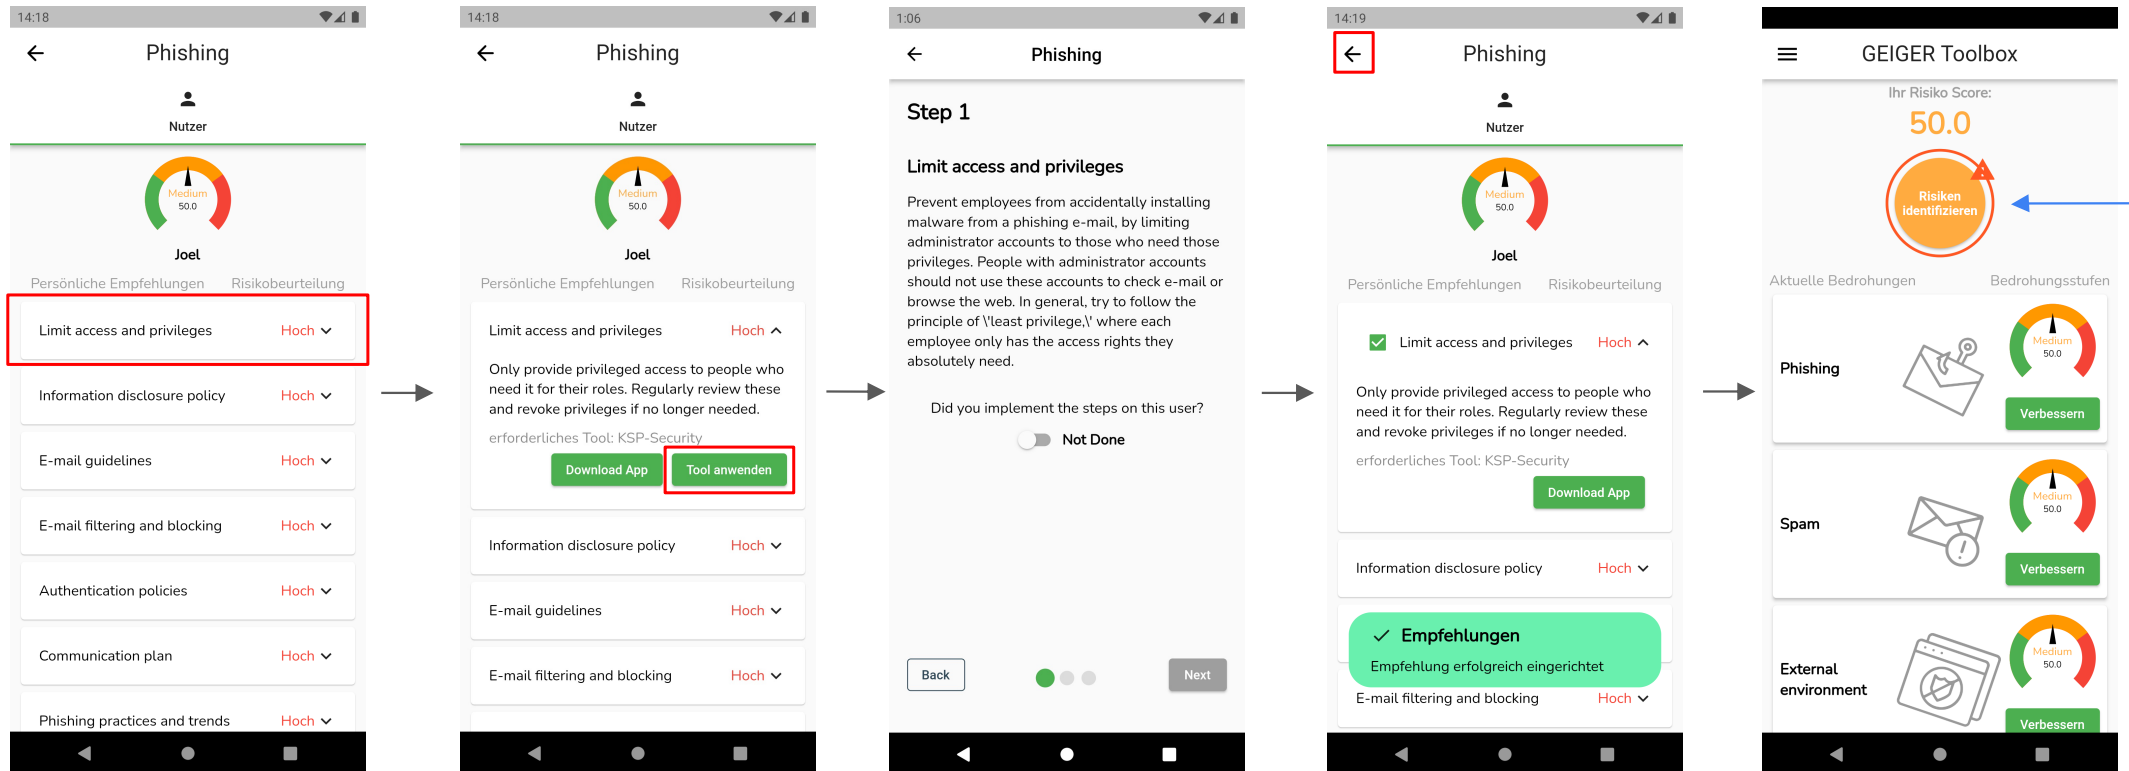 14:18
Phishing
Nutzer
Medium
50.0
Joel
Persönliche Empfehlungen Risikobeurteilung
Limit access and privileges Hoch
Information disclosure policy Hoch
E-mail guidelines Hoch
E-mail filtering and blocking Hoch
Authentication policies Hoch
Communication plan Hoch
Phishing practices and trends Hoch
14:18
Phishing
Nutzer
Medium
50.0
Joel
Persönliche Empfehlungen Risikobeurteilung
Limit access and privileges Hoch
Only provide privileged access to people who
need it for their roles. Regularly review these
and revoke privileges if no longer needed.
erforderliches Tool: KSP-Security
Download App Tool anwenden
Information disclosure policy Hoch
E-mail guidelines Hoch
E-mail filtering and blocking Hoch
1:06
Phishing
Step 1
Limit access and privileges
Prevent employees from accidentally installing
malware from a phishing e-mail, by limiting
administrator accounts to those who need those
privileges. People with administrator accounts
should not use these accounts to check e-mail or
browse the web. In general, try to follow the
principle of \'least privilege,\' where each
employee only has the access rights they
absolutely need.
Did you implement the steps on this user?
Not Done
Back Next
14:19
Phishing
Nutzer
Medium
50.0
Joel
Persönliche Empfehlungen Risikobeurteilung
Limit access and privileges Hoch
Only provide privileged access to people who
need it for their roles. Regularly review these
and revoke privileges if no longer needed.
erforderliches Tool: KSP-Security
Download App
Information disclosure policy Hoch
Empfehlungen
Empfehlung erfolgreich eingerichtet
E-mail filtering and blocking Hoch
GEIGER Toolbox
Ihr Risiko Score:
50.0
Risiken
identifizieren
Aktuelle Bedrohungen Bedrohungsstufen
Phishing
Medium
50.0
Verbessern
Spam
Medium
50.0
Verbessern
External
environment
Medium
50.0
Verbessern